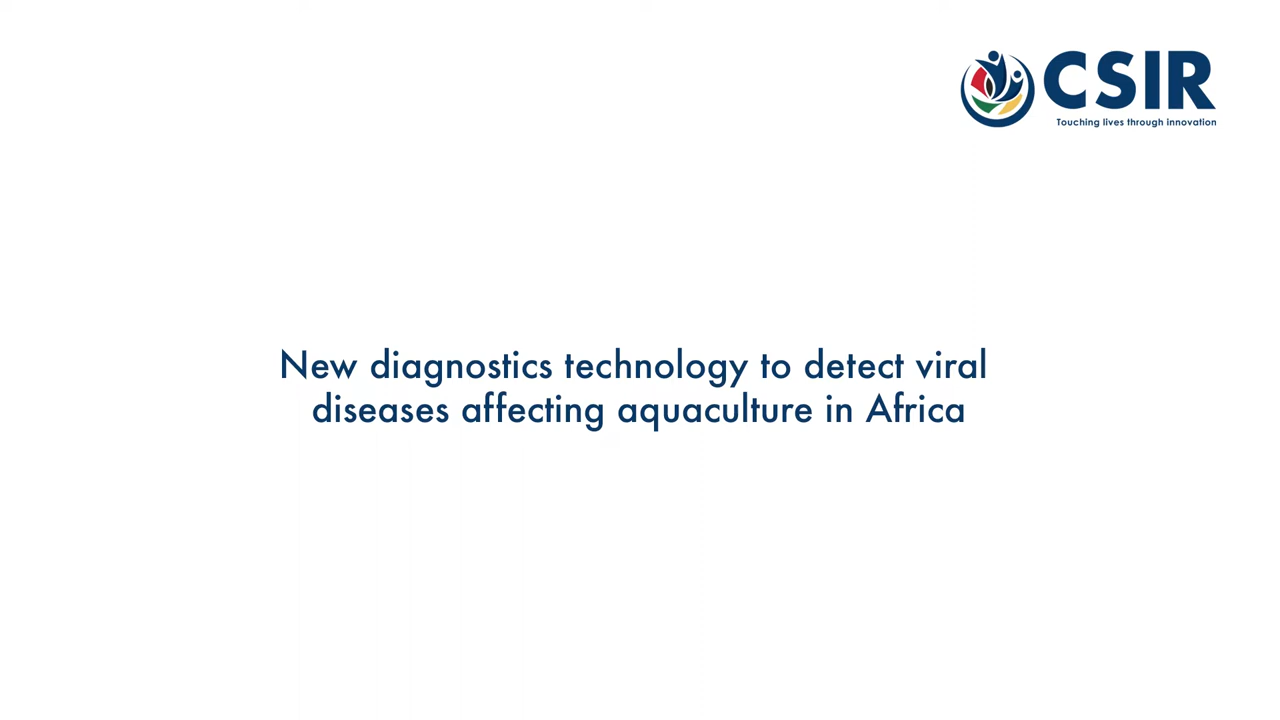 CSIR
Touching lives through innovation
New diagnostics technology to detect viral
diseases affecting aquaculture in Africa